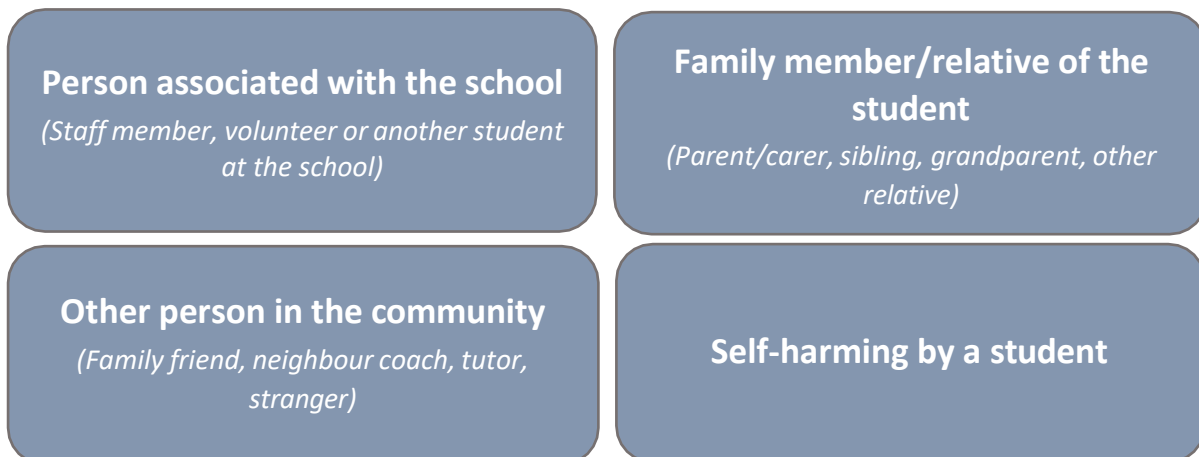 Person associated with the school
(Staff member, volunteer or another student
at the school)
Family member/relative of the
student
(Parent/carer, sibling, grandparent, other
relative)
Other person in the community
(Family friend, neighbour coach, tutor,
stranger)
Self-harming by a student